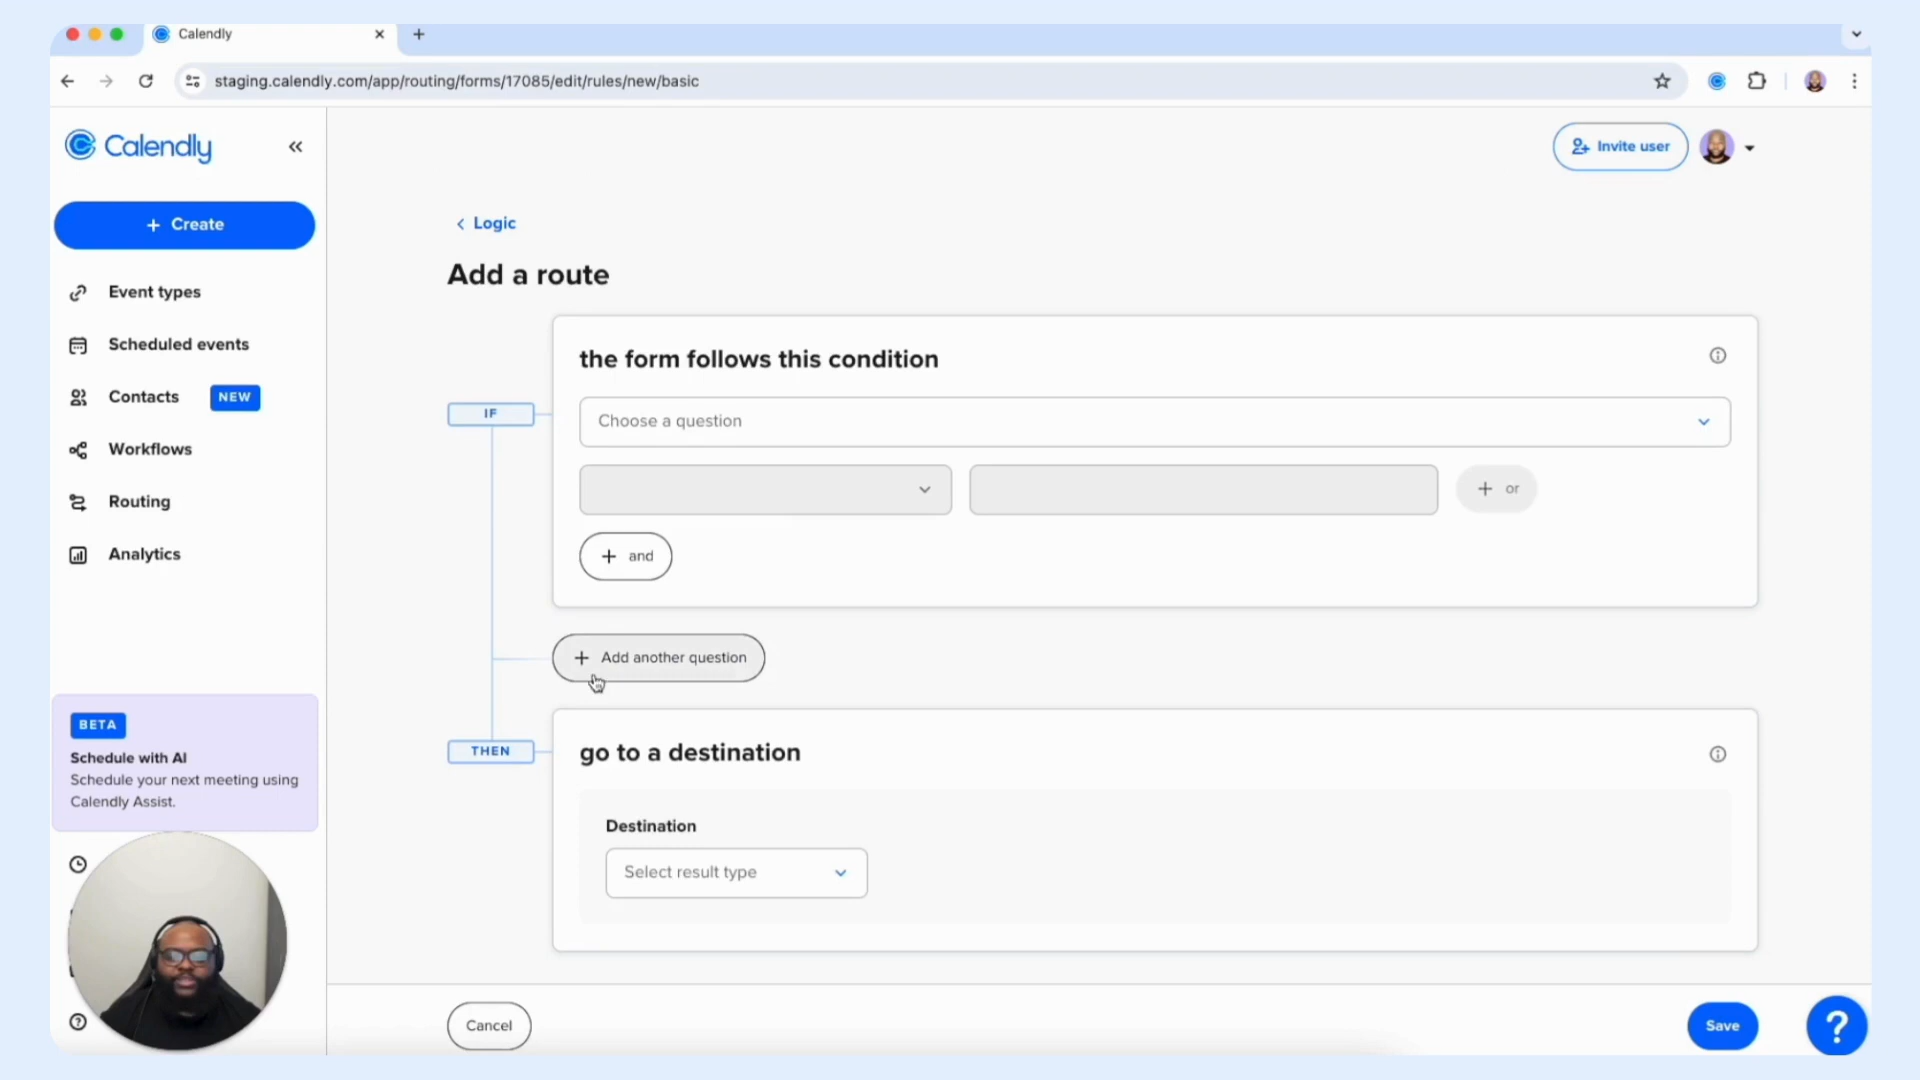 Calendly
staging.calendly.com/app/routing/forms/17085/edit/rules/new/basic
Calendly
Invite user
+ Create
Logic
Add a route
Event types
Scheduled events
Contacts NEW
Workflows
Routing
Analytics
the form follows this condition
IF
Choose a question
+ or
+ and
+ Add another question
THEN
go to a destination
Destination
Select result type
BETA
Schedule with AI
Schedule your next meeting using
Calendly Assist.
Cancel
Save
?